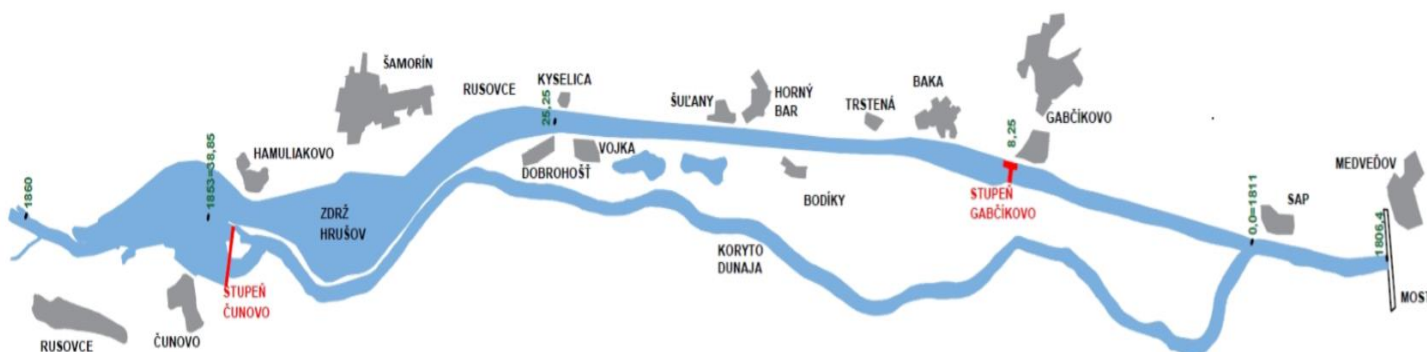 1860
RUSOVCE
ČUNOVO
1853=38,85
STUPEŇ
ČUNOVO
HAMULIAKOVO
ZDRŽ
HRUŠOV
ŠAMORÍN
RUSOVCE
KYSELICA
25,25
DOBROHOŠŤ
VOJKA
ŠUĽANY
HORNÝ
BAR
KORYTO
DUNAJA
BODÍKY
TRSTENÁ
BAKA
8,25
STUPEŇ
GABČÍKOVO
GABČÍKOVO
0,0=1811
SAP
MEDVEĎOV
1806,4
MOST